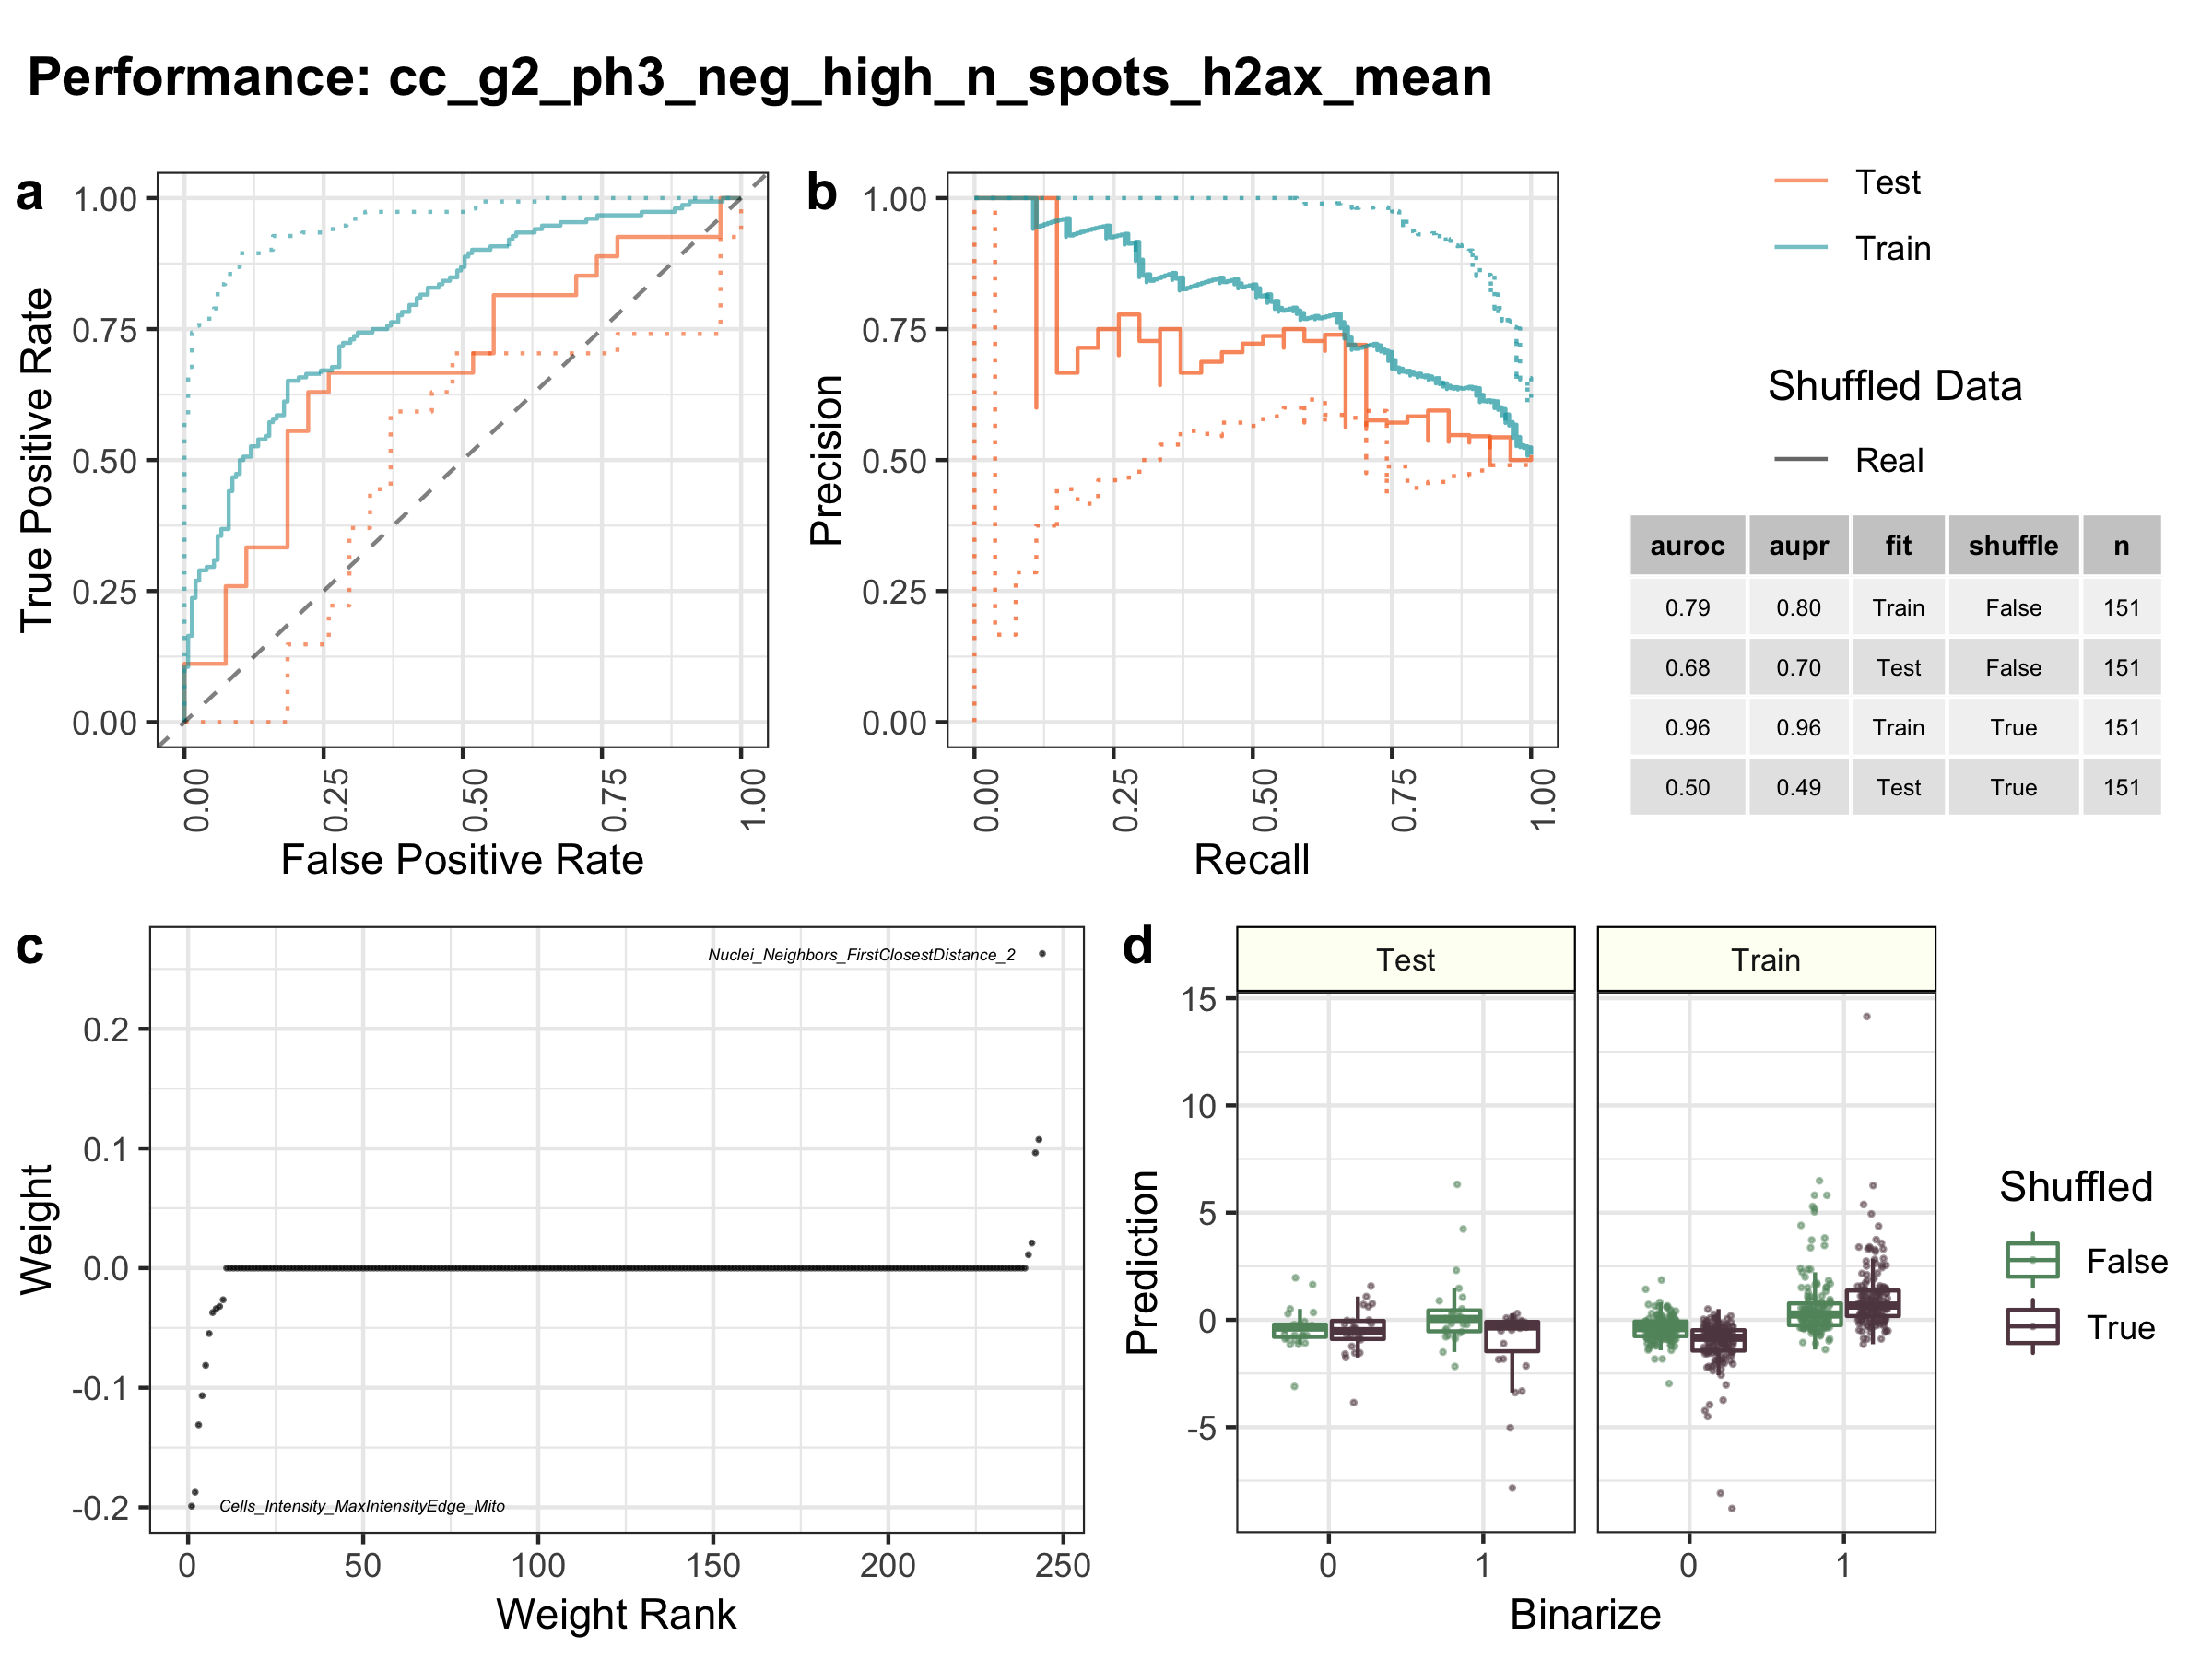 Performance: cc_g2_ph3_neg_high_n_spots_h2ax_mean
a
1.00
0.75
0.50
0.25
0.00
True Positive Rate
0.00
0.25
0.50
0.75
1.00
False Positive Rate
b
1.00
0.75
0.50
0.25
0.00
Precision
0.00
0.25
0.50
0.75
1.00
Recall
Test
Train
Shuffled Data
Real
auroc aupr fit shuffle n
0.79 0.80 Train False 151
0.68 0.70 Test False 151
0.96 0.96 Train True 151
0.50 0.49 Test True 151
c
Nuclei_Neighbors_FirstClosestDistance_2
0.2
0.1
0.0
-0.1
-0.2
Weight
Cells_Intensity_MaxIntensityEdge_Mito
0 50 100 150 200 250
Weight Rank
d
Test Train
15
10
5
0
-5
Prediction
0 1 0 1
Binarize
Shuffled
False
True